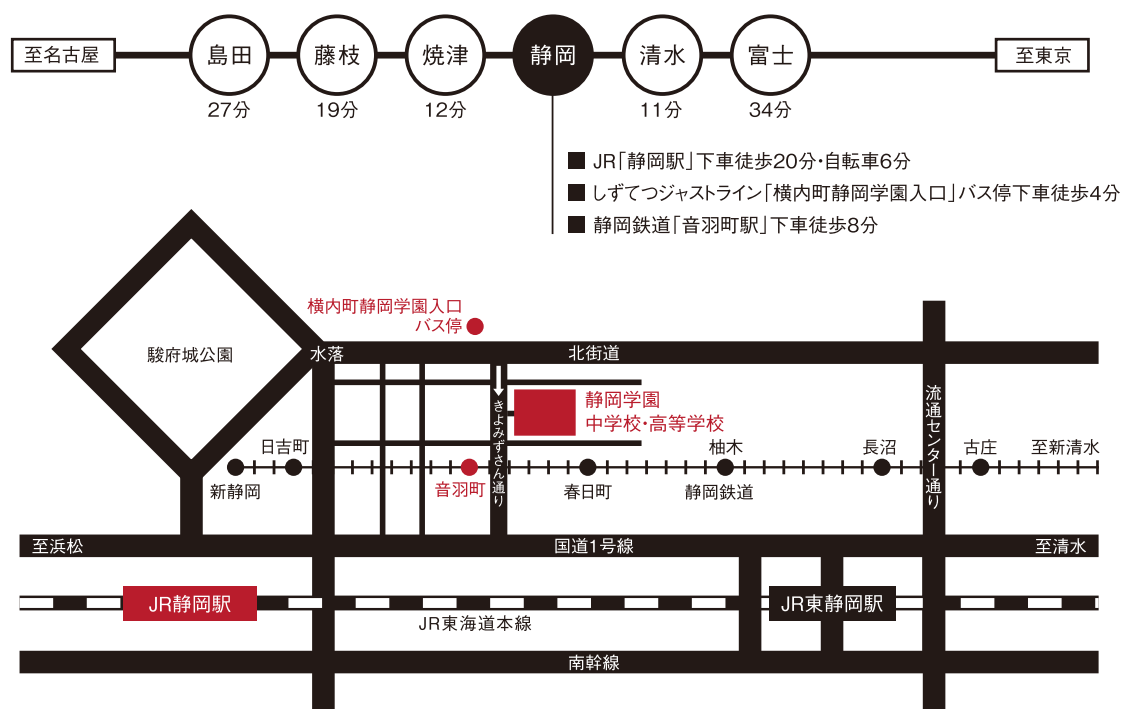 至名古屋
島田
藤枝
焼津
静岡
清水
富士
至東京
27分
19分
12分
11分
34分
■ JR「静岡駅」下車徒歩20分・自転車6分
■ しずてつジャストライン「横内町静岡学園入口」バス停下車徒歩4分
■ 静岡鉄道「音羽町駅」下車徒歩8分
横内町静岡学園入口
バス停
駿府城公園
水落
北街道
静岡学園
中学校・高等学校
きよみずさん通り
流通センター通り
日吉町
柚木
長沼
古庄
至新清水
新静岡
音羽町
春日町
静岡鉄道
至浜松
国道1号線
至清水
JR静岡駅
JR東静岡駅
JR東海道本線
南幹線